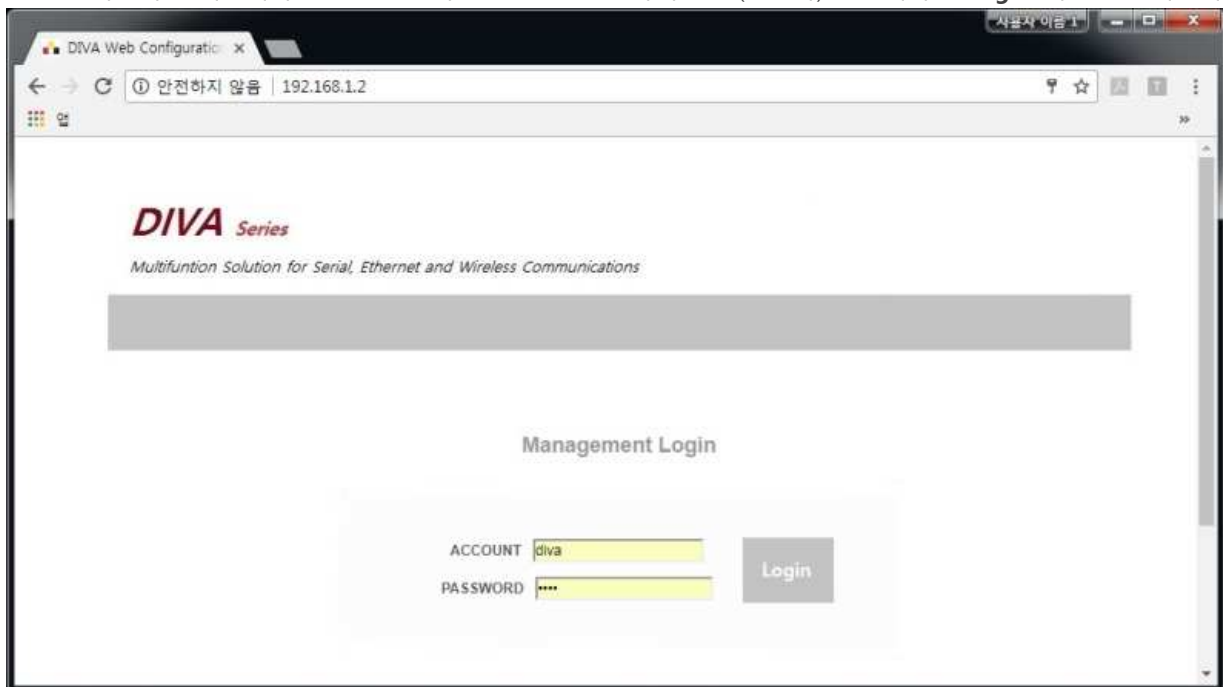 사용자 이름 1
DIVA Web Configuratio
안전하지 않음 | 192.168.1.2
앱
DIVA Series
Multifuntion Solution for Serial, Ethernet and Wireless Communications
Management Login
ACCOUNT diva
Login
PASSWORD ••••